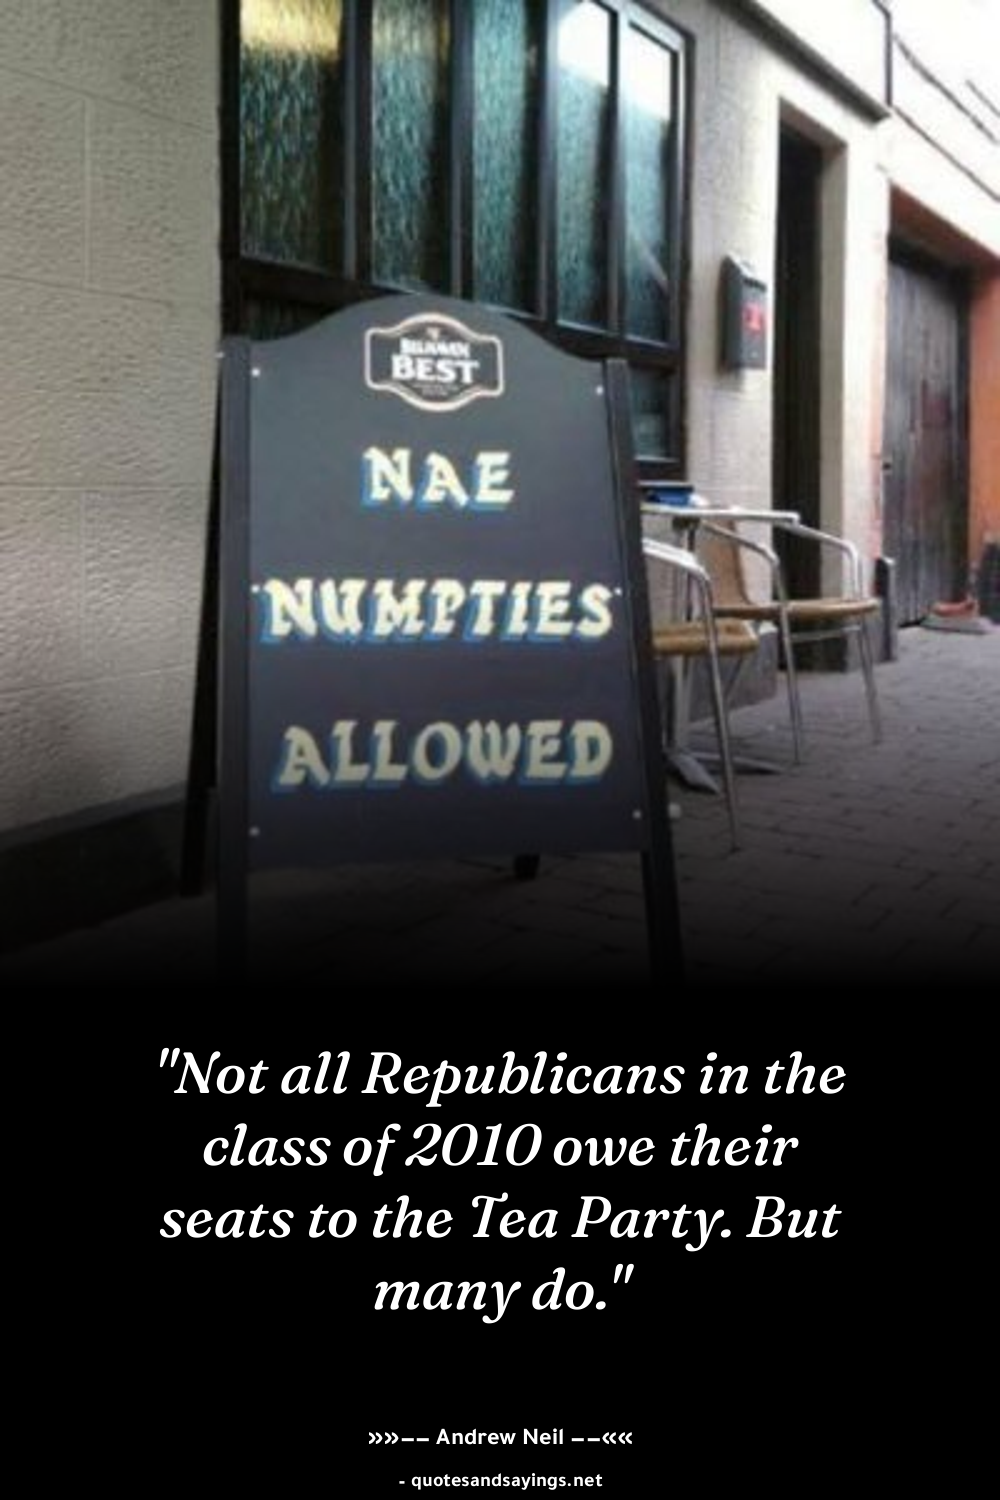 BEST
NAE
NUMPTIES
ALLOWED
"Not all Republicans in the
class of 2010 owe their
seats to the Tea Party. But
many do."
»»−− Andrew Neil −−««
- quotesandsayings.net